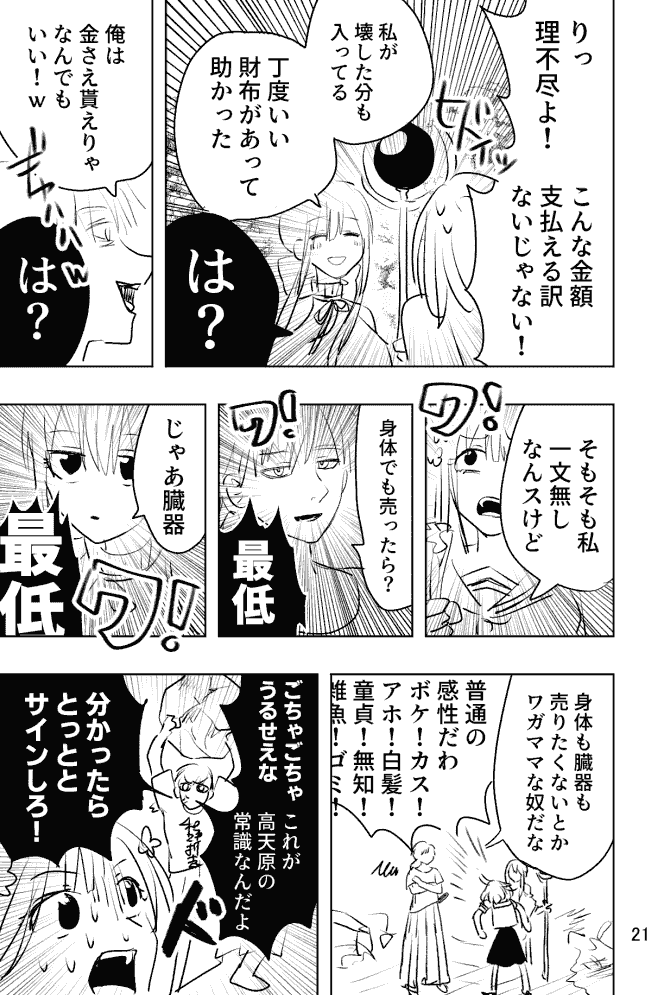 りっ
理不尽よ！
こんな金額
支払える訳
ないじゃない！
ゼドイッ
私が
壊した分も
入ってる
丁度いい
財布があって
助かった
は？
俺は
金さえ貰えりゃ
なんでも
いい！w
w
は？
そもそも私
一文無し
なんスけど
ワ！
身体でも売ったら？
ワ！
最低
じゃあ臓器
ワ！
最低
身体も臓器も
売りたくないとか
ワガママな奴だな
普通の
感性だわ
ボケ！カス！
アホ！白髪！
童貞！無知！
雑魚！ゴミ！
ごちゃごちゃ
うるせえな
これが
高天原の
常識なんだよ
分かったら
とっとと
サインしろ！
ドド
21